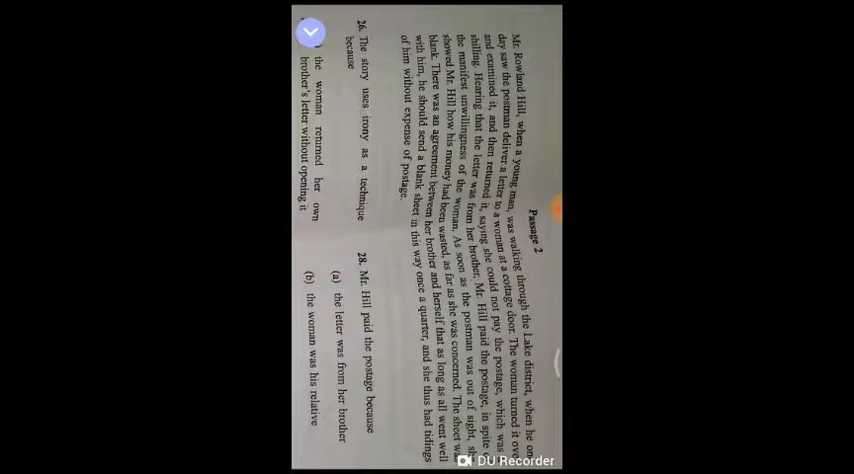 Passage 2
Mr. Rowland Hill, when a young man, was walking through the Lake district, when he one
day saw the postman deliver a letter to a woman at a cottage door. The woman turned it over
and examined it, and then returned it, saying she could not pay the postage, which was
shilling. Hearing that the letter was from her brother, Mr. Hill paid the postage, in spite
the manifest unwillingness of the woman. As soon as the postman was out of sight, she
showed Mr. Hill how his money had been wasted, as far as she was concerned. The sheet was
blank. There was an agreement between her brother and herself that as long as all went well
with him, he should send a blank sheet in this way once a quarter, and she thus had tidings
of him without expense of postage.
26. The story uses irony as a technique
because
the woman returned her own
brother's letter without opening it
28. Mr. Hill paid the postage because
(a) the letter was from her brother
(b) the woman was his relative
DU Recorder